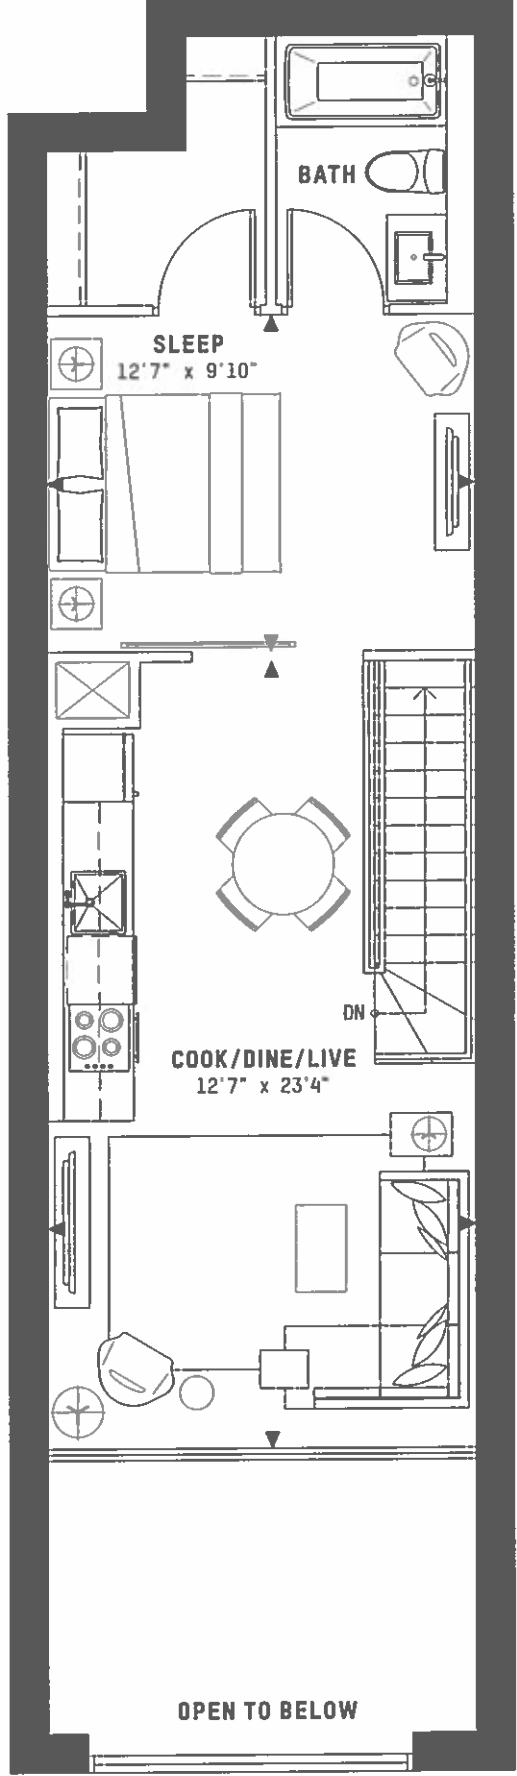 BATH
SLEEP
12'7" x 9'10"
DN
COOK/DINE/LIVE
12'7" x 23'4"
OPEN TO BELOW